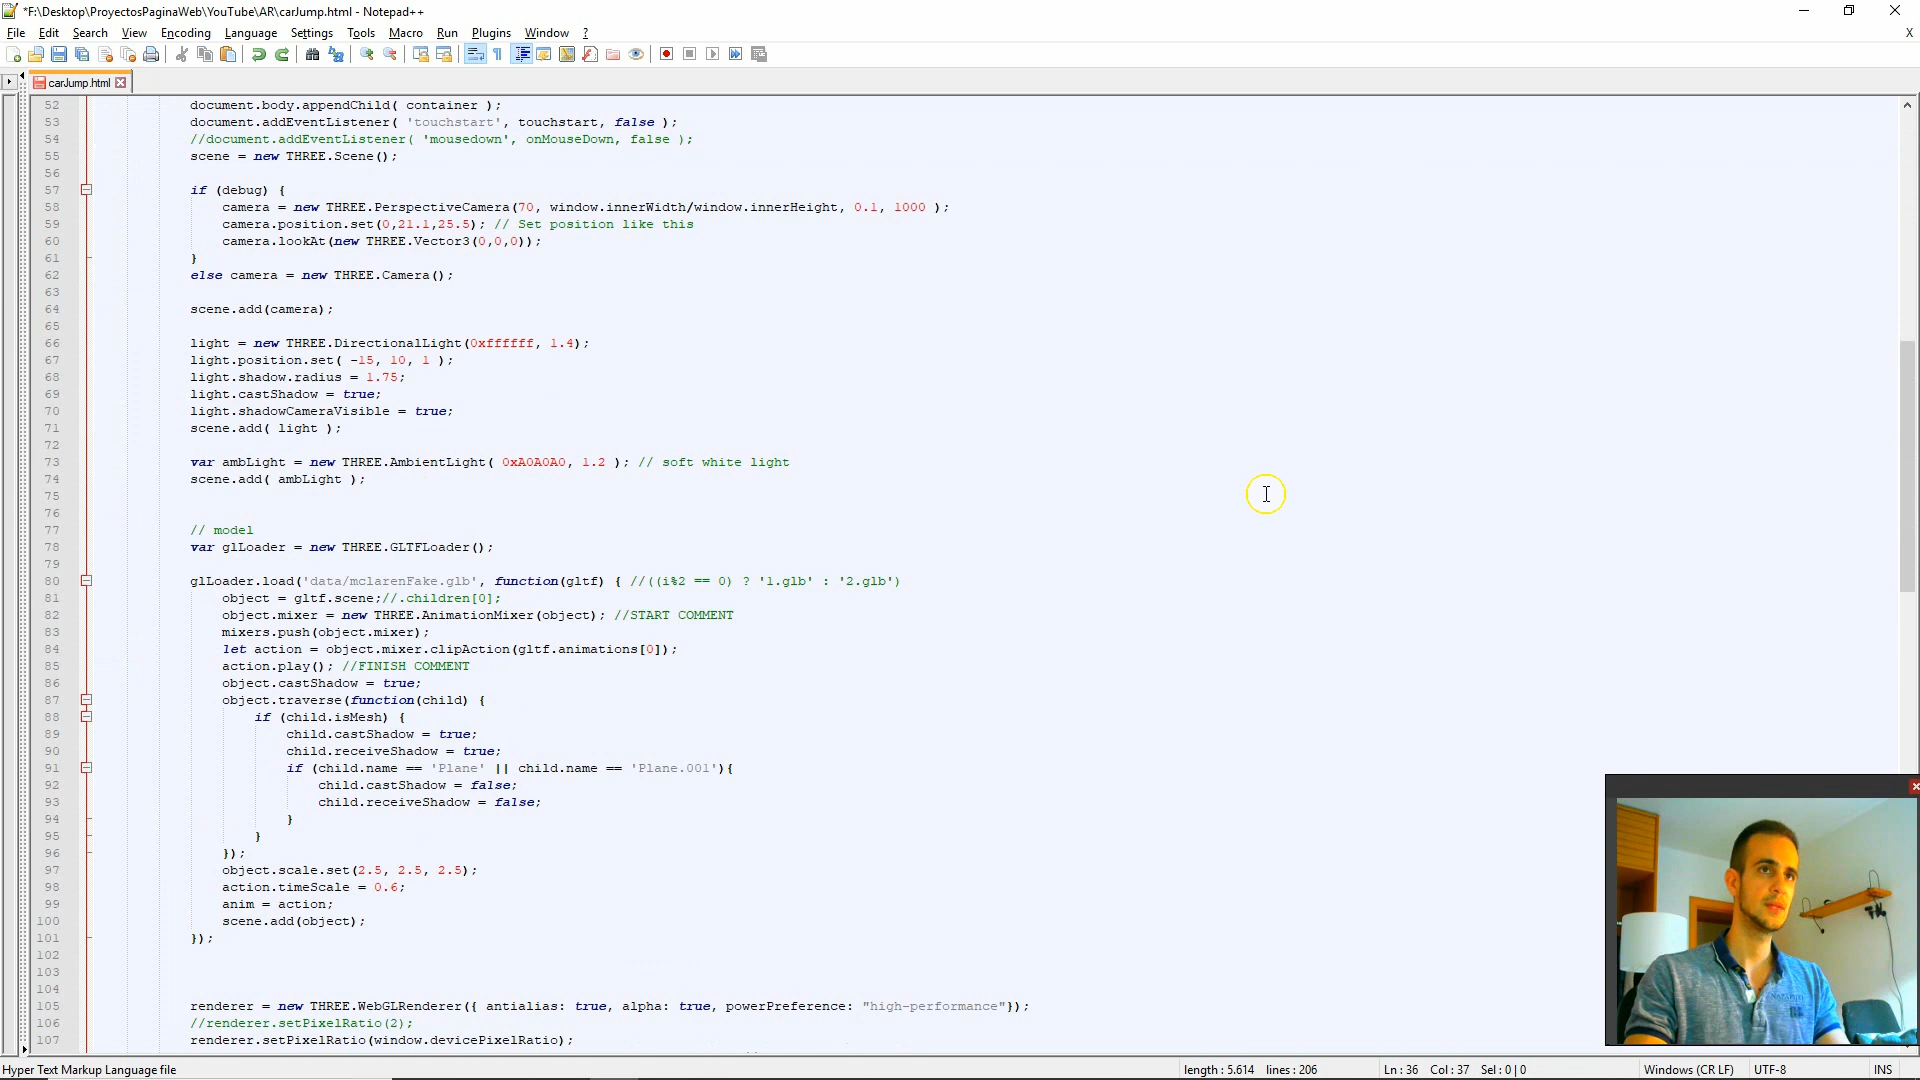 *F:\Desktop\ProyectosPaginaWeb\YouTube\AR\carJump.html - Notepad++
File Edit Search View Encoding Language Settings Tools Macro Run Plugins Window ?
X
carJump.html
52 document.body.appendChild( container );
53 document.addEventListener( 'touchstart', touchstart, false );
54 //document.addEventListener( 'mousedown', onMouseDown, false );
55 scene = new THREE.Scene();
56
57 if (debug) {
58 camera = new THREE.PerspectiveCamera(70, window.innerWidth/window.innerHeight, 0.1, 1000 );
59 camera.position.set(0,21.1,25.5); // Set position like this
60 camera.lookAt(new THREE.Vector3(0,0,0));
61 }
62 else camera = new THREE.Camera();
63
64 scene.add(camera);
65
66 light = new THREE.DirectionalLight(0xffffff, 1.4);
67 light.position.set( -15, 10, 1 );
68 light.shadow.radius = 1.75;
69 light.castShadow = true;
70 light.shadowCameraVisible = true;
71 scene.add( light );
72
73 var ambLight = new THREE.AmbientLight( 0xA0A0A0, 1.2 ); // soft white light
74 scene.add( ambLight );
75
76
77 // model
78 var glLoader = new THREE.GLTFLoader();
79
80 glLoader.load('data/mclarenFake.glb', function(gltf) { //((i%2 == 0) ? '1.glb' : '2.glb')
81 object = gltf.scene;//.children[0];
82 object.mixer = new THREE.AnimationMixer(object); //START COMMENT
83 mixers.push(object.mixer);
84 let action = object.mixer.clipAction(gltf.animations[0]);
85 action.play(); //FINISH COMMENT
86 object.castShadow = true;
87 object.traverse(function(child) {
88 if (child.isMesh) {
89 child.castShadow = true;
90 child.receiveShadow = true;
91 if (child.name == 'Plane' || child.name == 'Plane.001'){
92 child.castShadow = false;
93 child.receiveShadow = false;
94 }
95 }
96 });
97 object.scale.set(2.5, 2.5, 2.5);
98 action.timeScale = 0.6;
99 anim = action;
100 scene.add(object);
101 });
102
103
104
105 renderer = new THREE.WebGLRenderer({ antialias: true, alpha: true, powerPreference: "high-performance"});
106 //renderer.setPixelRatio(2);
107 renderer.setPixelRatio(window.devicePixelRatio);
Hyper Text Markup Language file length : 5.614 lines : 206 Ln : 36 Col : 37 Sel : 0 | 0 Windows (CR LF) UTF-8 INS